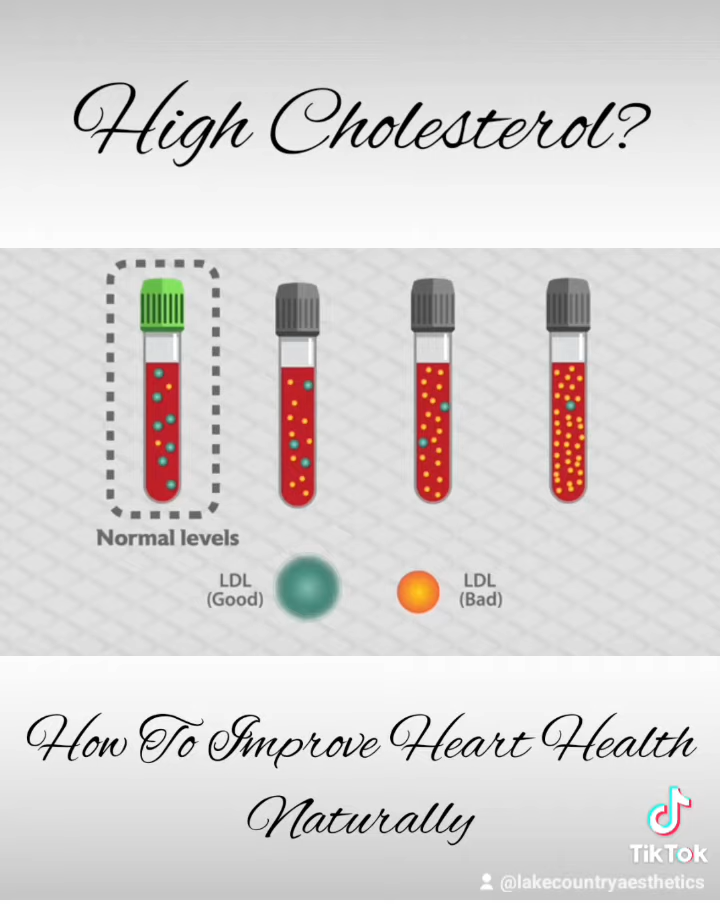 High Cholesterol?
Normal levels
LDL
(Good)
LDL
(Bad)
How To Improve Heart Health
Naturally
TikTok
@lakecountryaesthetics